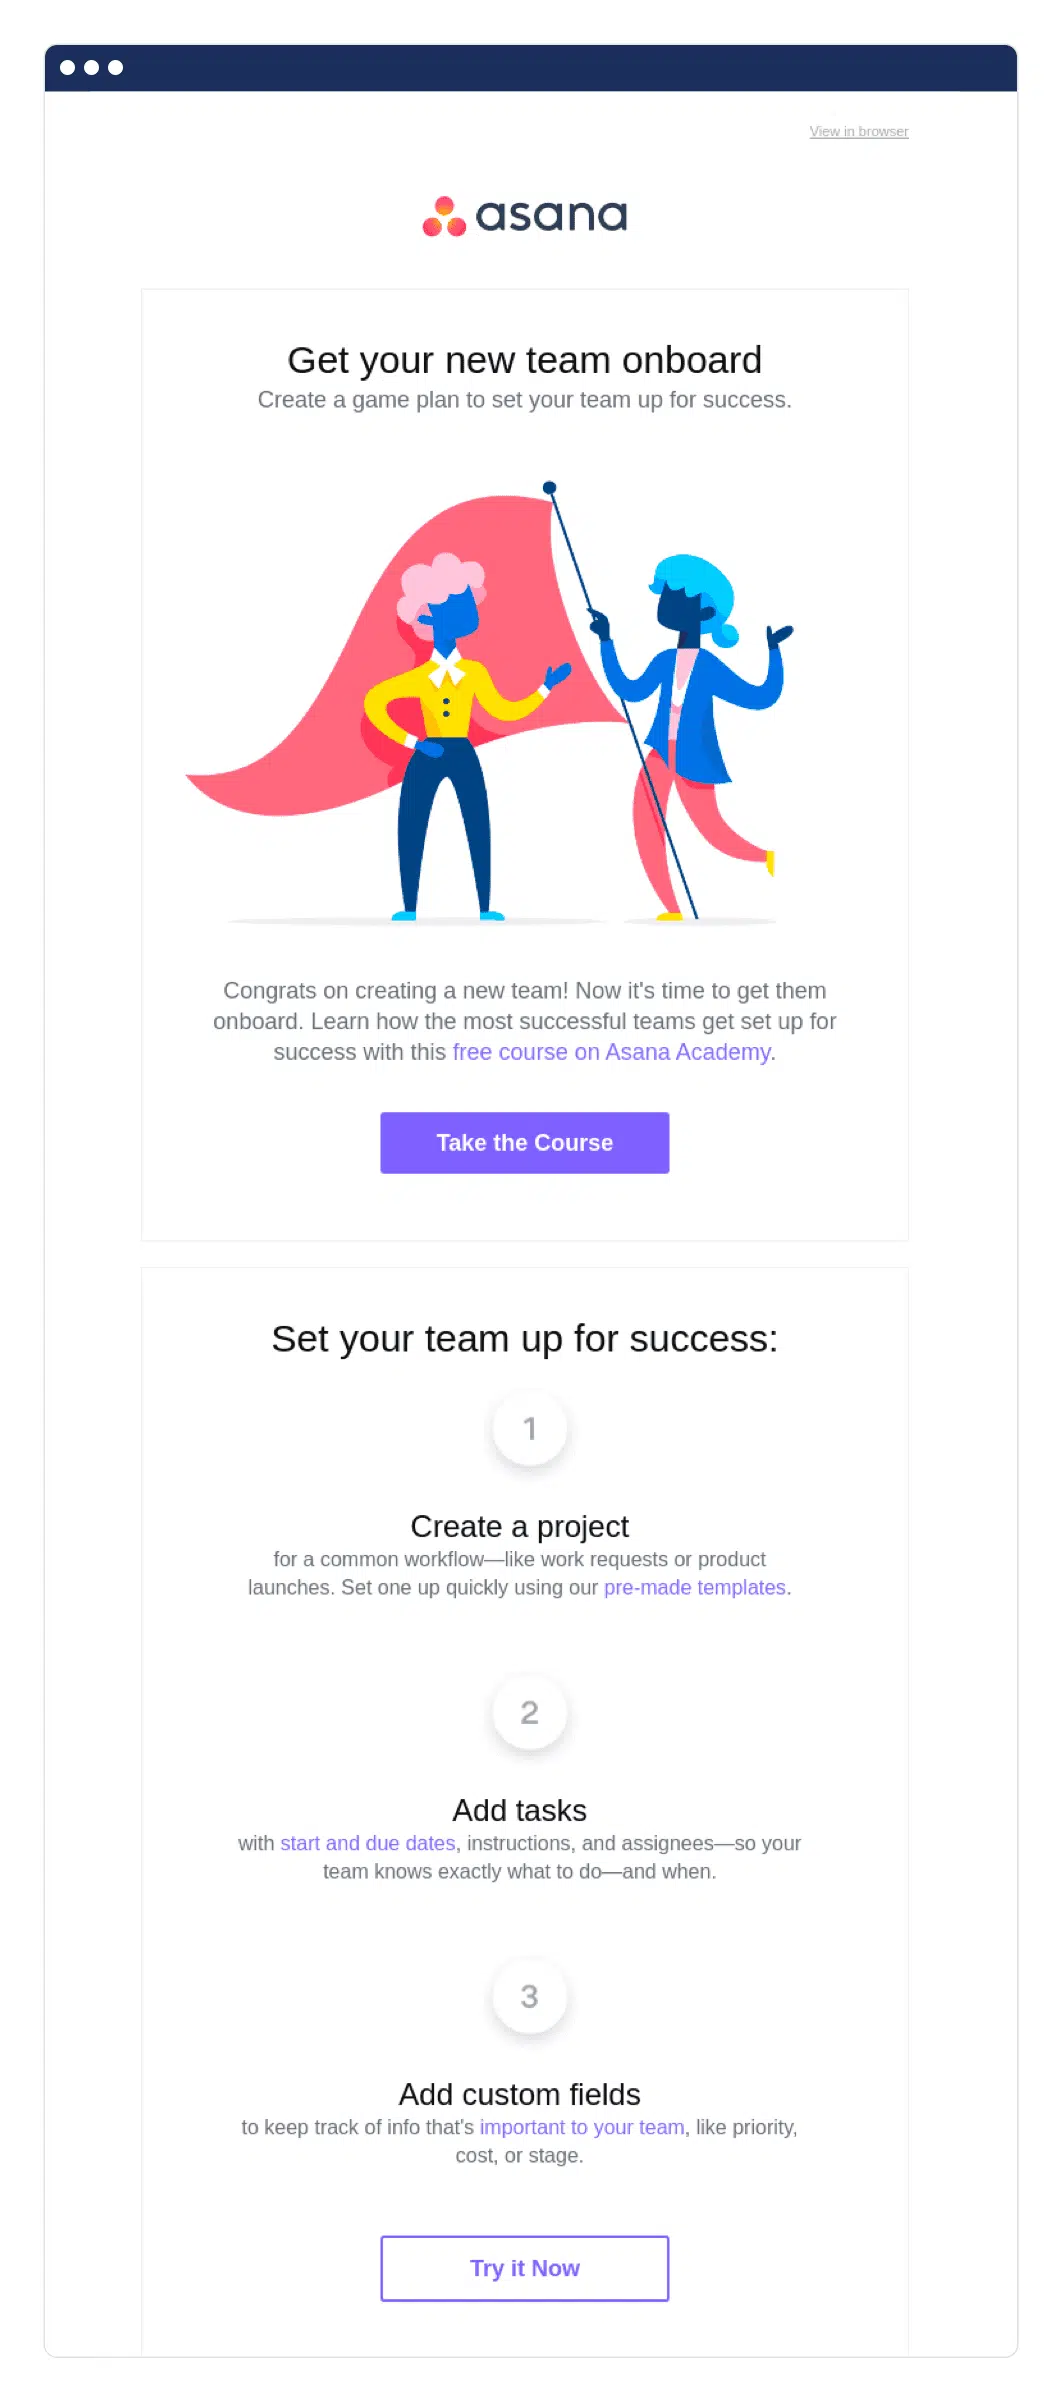 View in browser
asana
Get your new team onboard
Create a game plan to set your team up for success.
Congrats on creating a new team! Now it's time to get them
onboard. Learn how the most successful teams get set up for
success with this free course on Asana Academy.
Take the Course
Set your team up for success:
1
Create a project
for a common workflow—like work requests or product
launches. Set one up quickly using our pre-made templates.
2
Add tasks
with start and due dates, instructions, and assignees—so your
team knows exactly what to do—and when.
3
Add custom fields
to keep track of info that's important to your team, like priority,
cost, or stage.
Try it Now